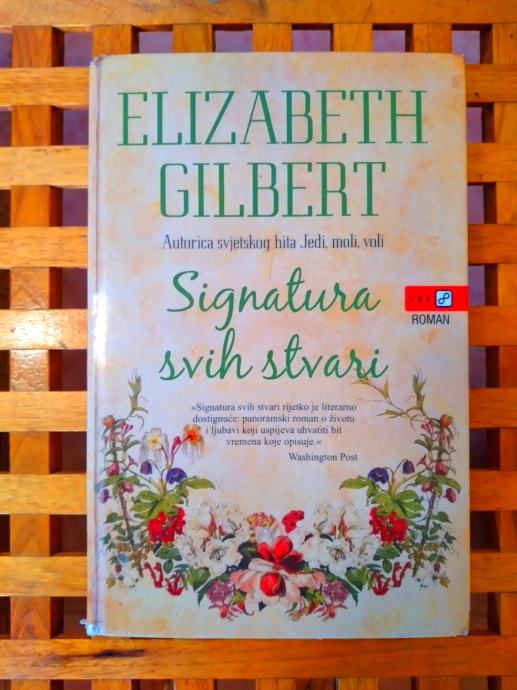 ELIZABETH
GILBERT
Autorica svjetskog hita Jedi, moli, voli
Signatura
svih stvari
vbz
ROMAN
»Signatura svih stvari rijetko je literarno
dostignuće: panoramski roman o životu
i ljubavi koji uspijeva uhvatiti bit
vremena koje opisuje.«
Washington Post